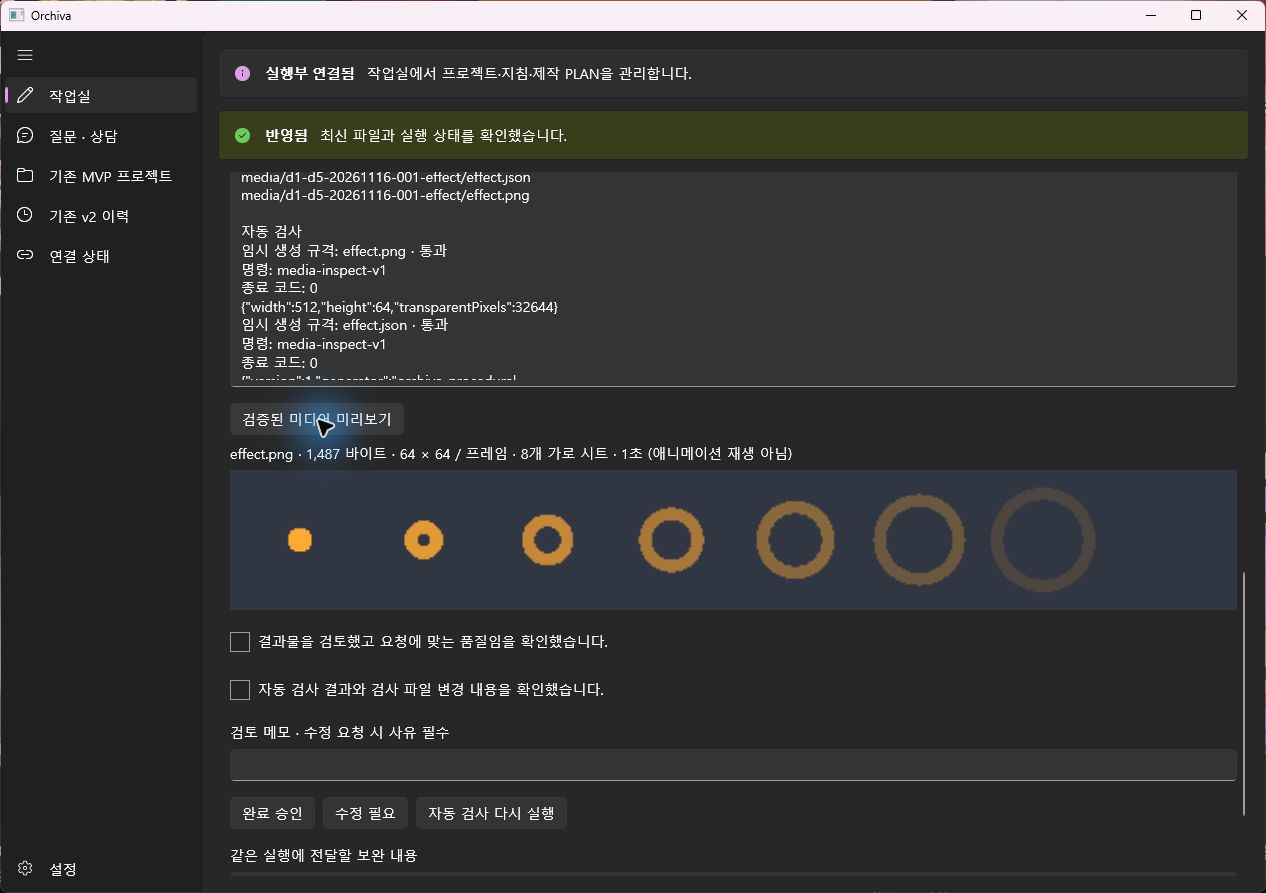 Orchiva
실행부 연결됨 작업실에서 프로젝트·지침·제작 PLAN을 관리합니다.
작업실
반영됨 최신 파일과 실행 상태를 확인했습니다.
질문 · 상담
기존 MVP 프로젝트
기존 v2 이력
연결 상태
media/d1-d5-20261116-001-effect/effect.json
media/d1-d5-20261116-001-effect/effect.png
자동 검사
임시 생성 규격: effect.png · 통과
명령: media-inspect-v1
종료 코드: 0
{"width":512,"height":64,"transparentPixels":32644}
임시 생성 규격: effect.json · 통과
명령: media-inspect-v1
종료 코드: 0
검증된 미디어 미리보기
effect.png · 1,487 바이트 · 64 × 64 / 프레임 · 8개 가로 시트 · 1초 (애니메이션 재생 아님)
결과물을 검토했고 요청에 맞는 품질임을 확인했습니다.
자동 검사 결과와 검사 파일 변경 내용을 확인했습니다.
검토 메모 · 수정 요청 시 사유 필수
완료 승인
수정 필요
자동 검사 다시 실행
같은 실행에 전달할 보완 내용
설정